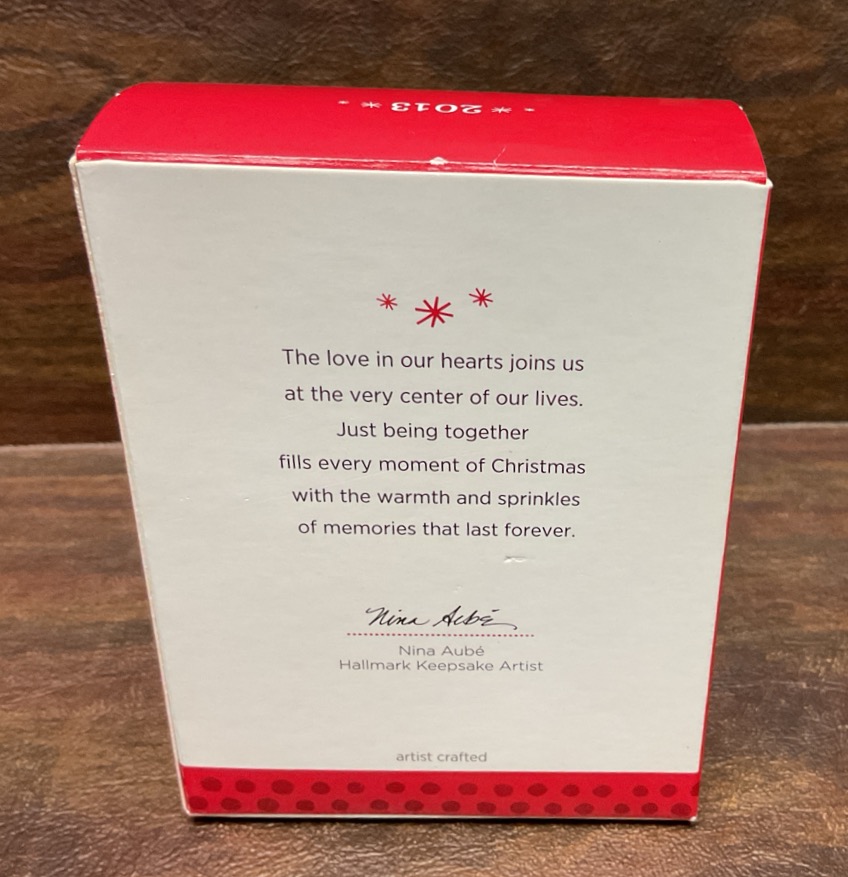 * 2013 *
The love in our hearts joins us
at the very center of our lives.
Just being together
fills every moment of Christmas
with the warmth and sprinkles
of memories that last forever.
Nina Aubé
Nina Aubé
Hallmark Keepsake Artist
artist crafted